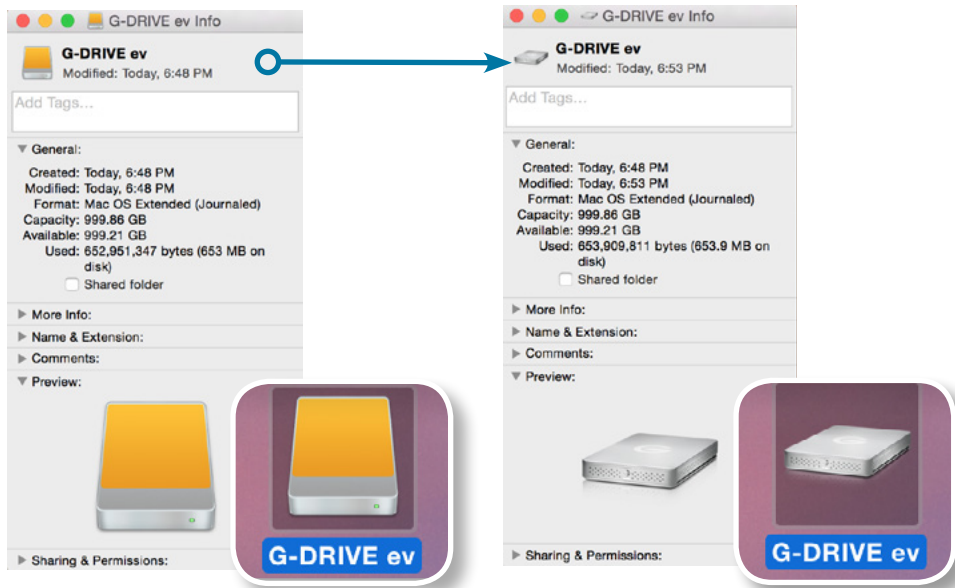 G-DRIVE ev Info
G-DRIVE ev
Modified: Today, 6:48 PM
Add Tags...
General:
Created: Today, 6:48 PM
Modified: Today, 6:48 PM
Format: Mac OS Extended (Journaled)
Capacity: 999.86 GB
Available: 999.21 GB
Used: 652,951,347 bytes (653 MB on
disk)
Shared folder
More Info:
Name & Extension:
Comments:
Preview:
Sharing & Permissions:
G-DRIVE ev
G-DRIVE ev Info
G-DRIVE ev
Modified: Today, 6:53 PM
Add Tags...
General:
Created: Today, 6:48 PM
Modified: Today, 6:53 PM
Format: Mac OS Extended (Journaled)
Capacity: 999.86 GB
Available: 999.21 GB
Used: 653,909,811 bytes (653.9 MB on
disk)
Shared folder
More Info:
Name & Extension:
Comments:
Preview:
Sharing & Permissions:
G-DRIVE ev